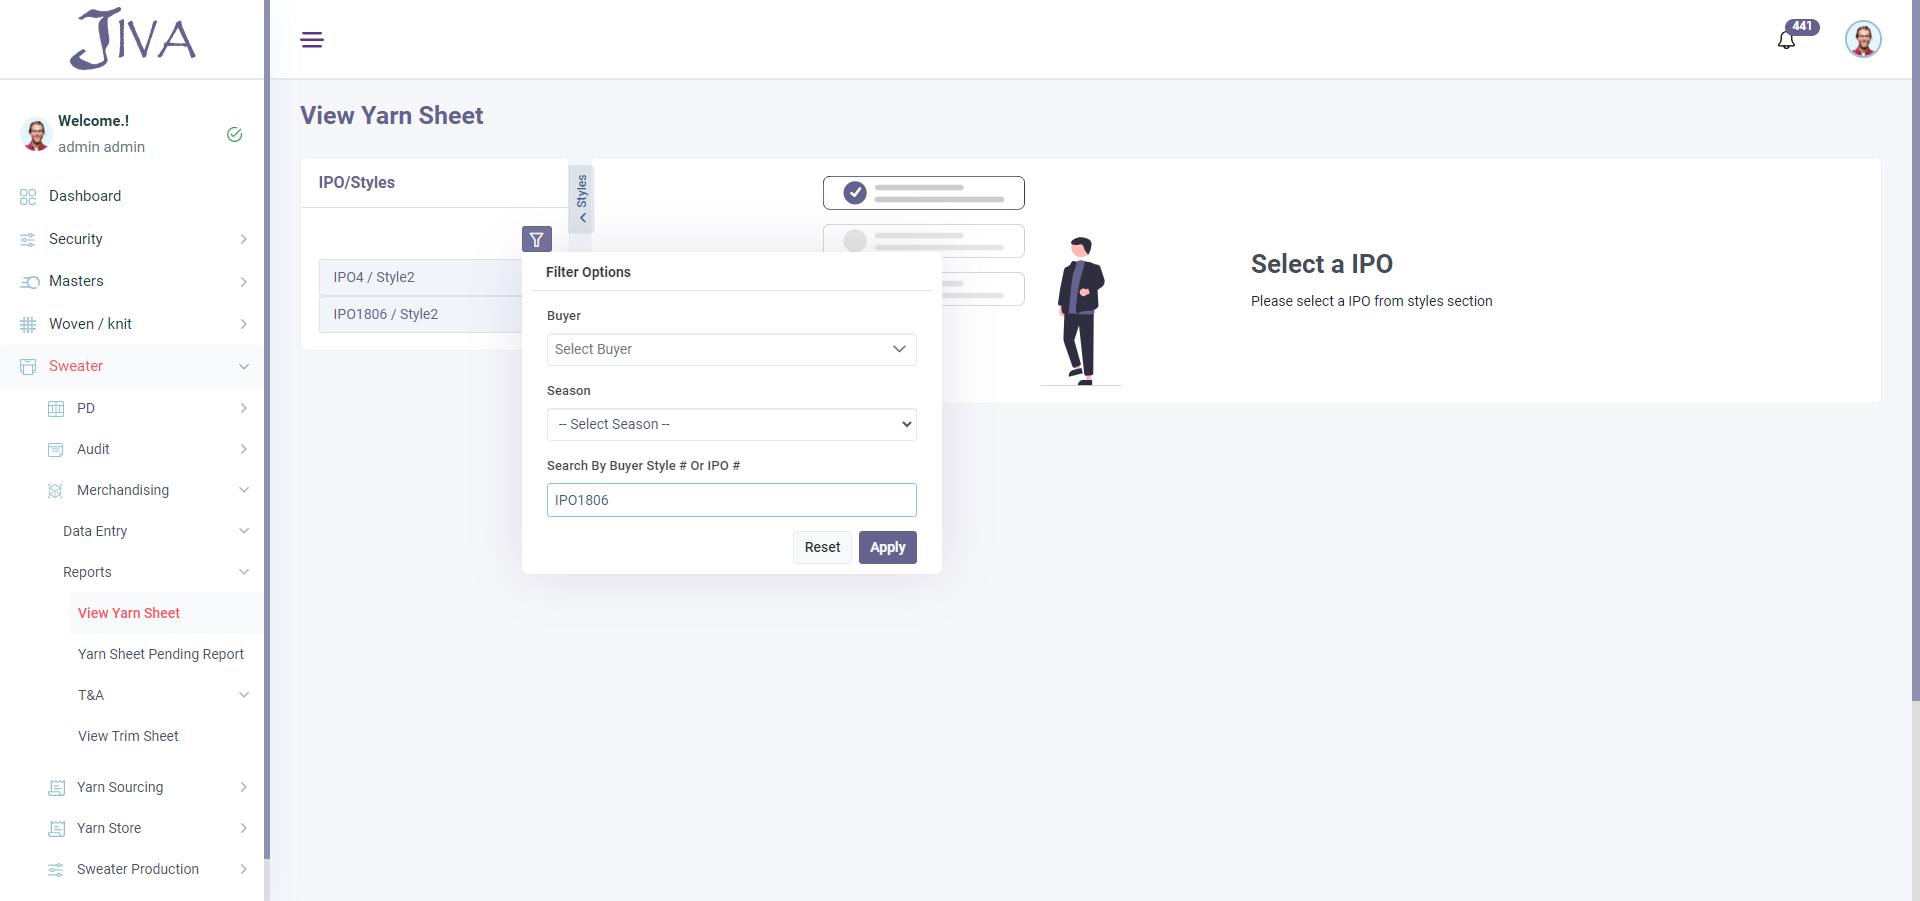 JIVA
441
Welcome.!
admin admin
Dashboard
Security
Masters
Woven / knit
Sweater
PD
Audit
Merchandising
Data Entry
Reports
View Yarn Sheet
Yarn Sheet Pending Report
T&A
View Trim Sheet
Yarn Sourcing
Yarn Store
Sweater Production
View Yarn Sheet
IPO/Styles
Styles
IPO4 / Style2
IPO1806 / Style2
Filter Options
Buyer
Select Buyer
Season
-- Select Season --
Search By Buyer Style # Or IPO #
IPO1806
Reset
Apply
Select a IPO
Please select a IPO from styles section